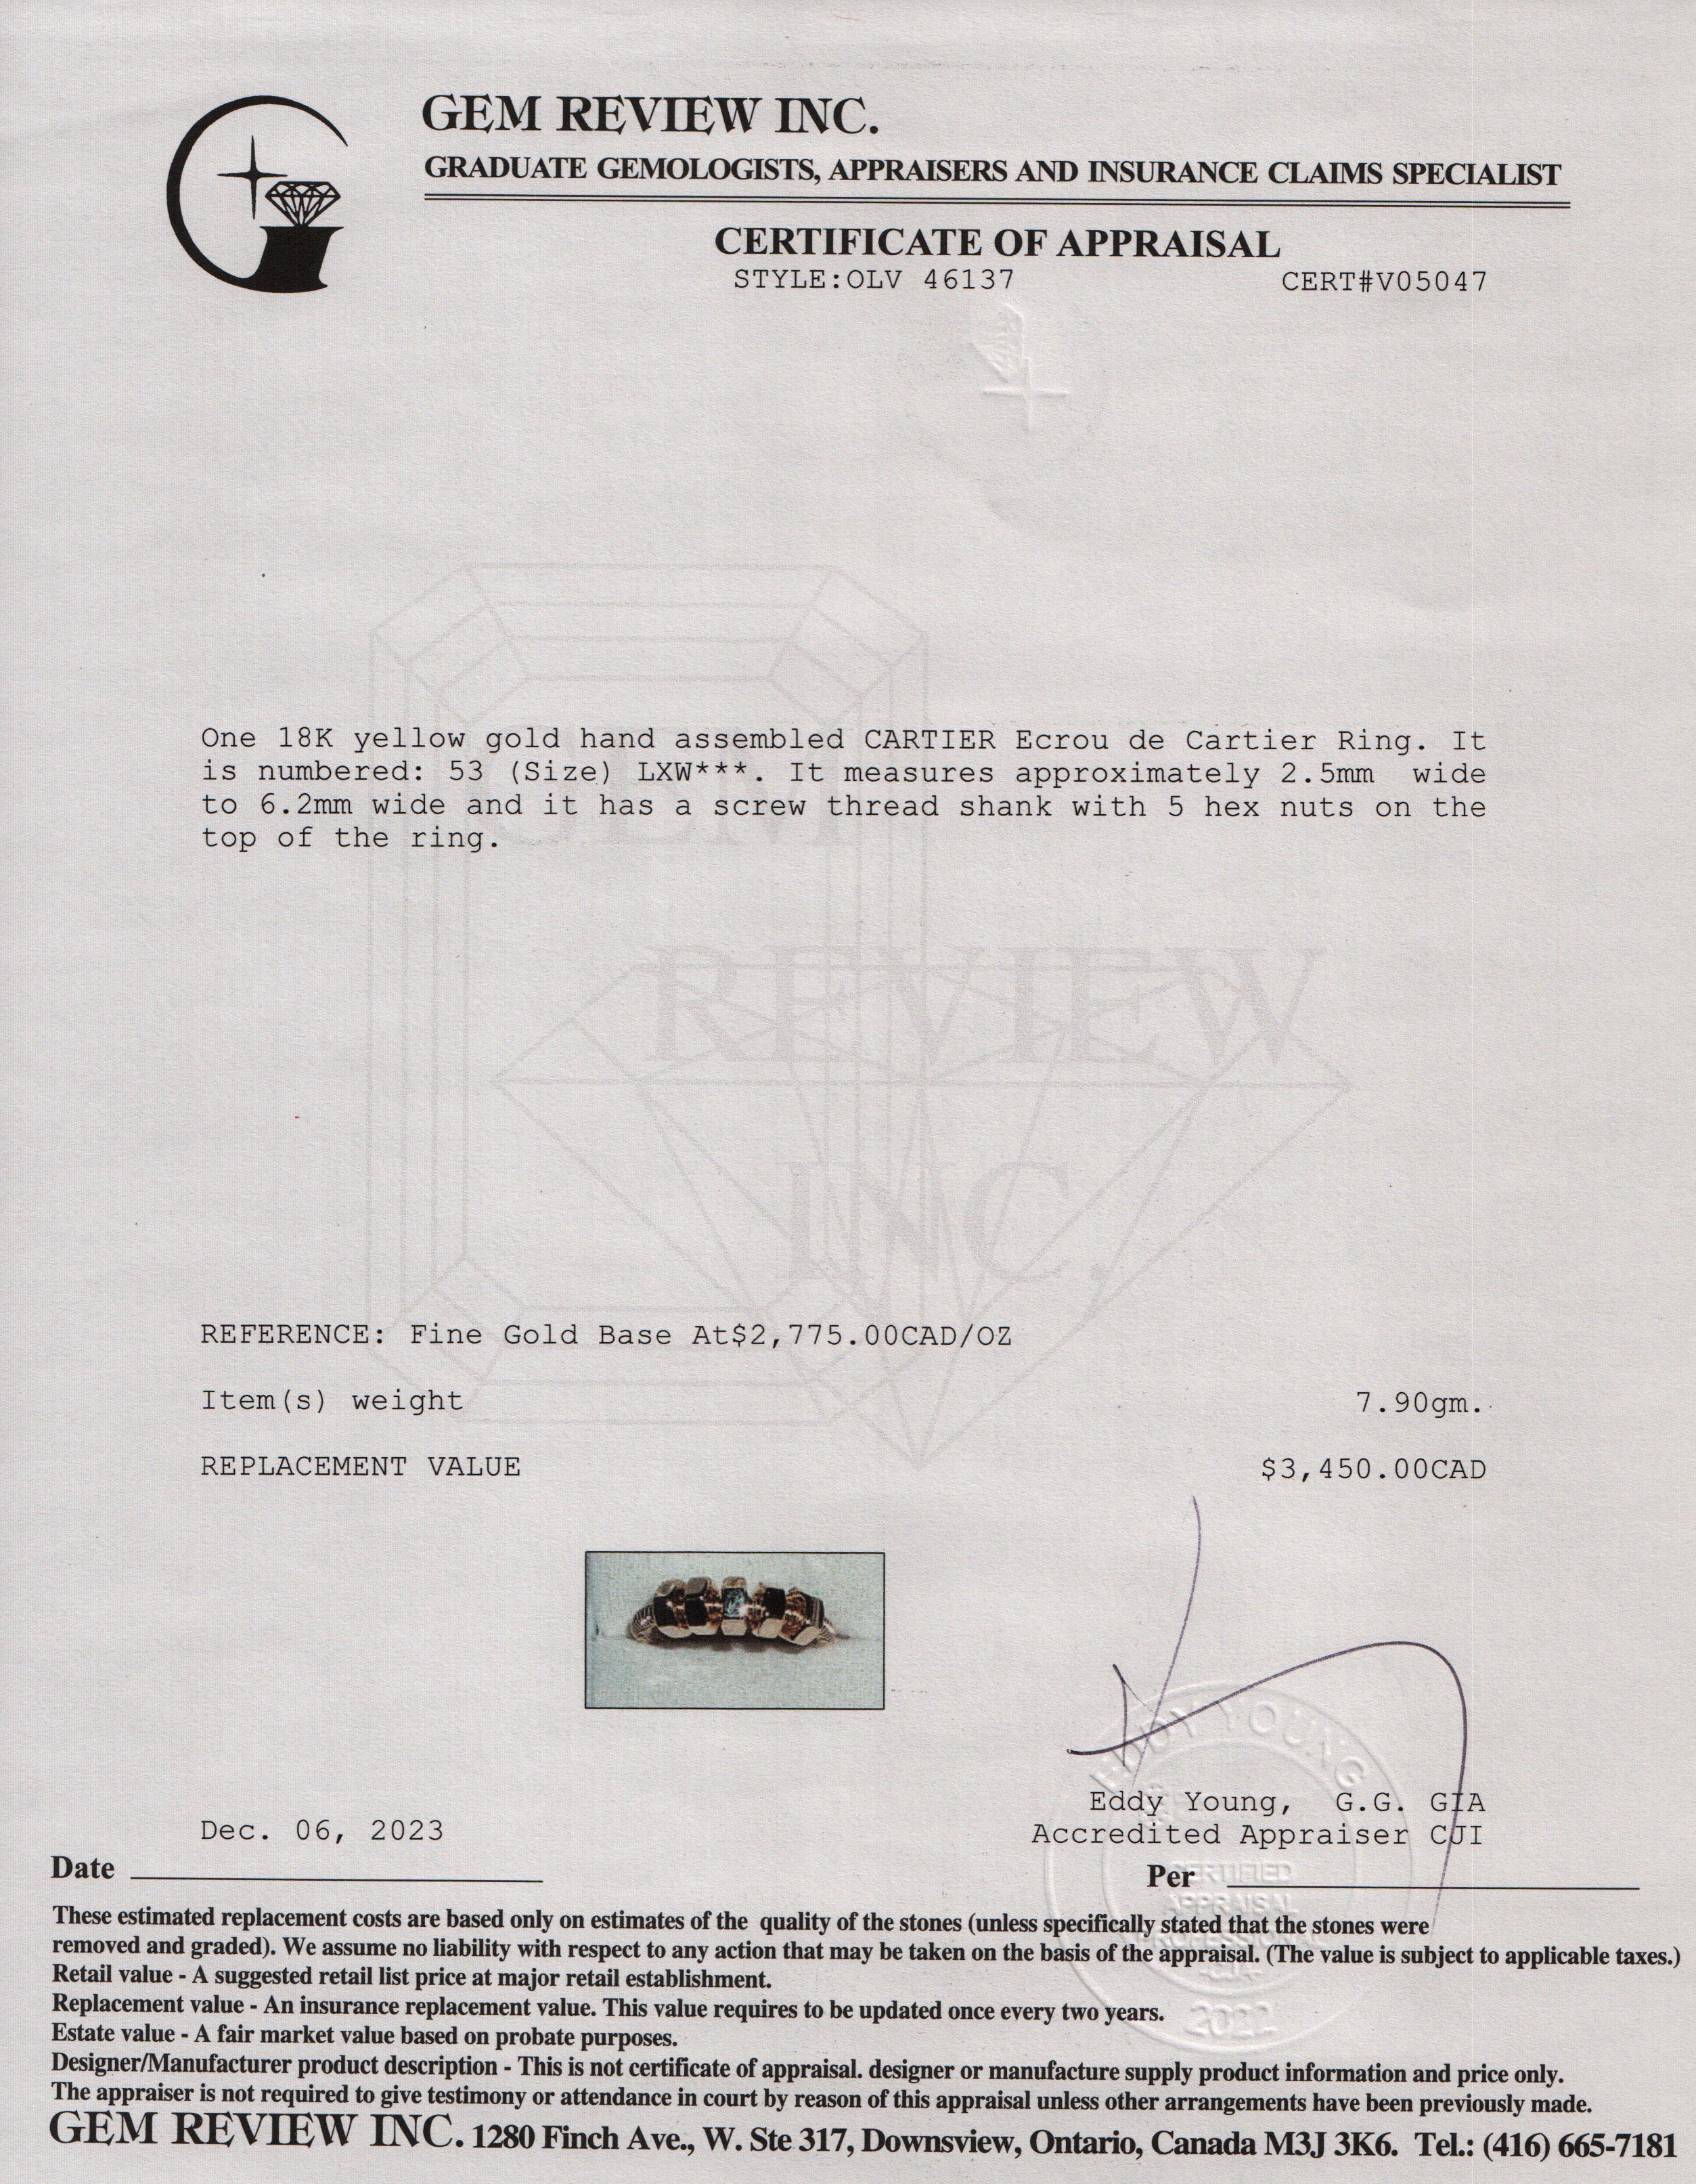 GEM REVIEW INC.
GRADUATE GEMOLOGISTS, APPRAISERS AND INSURANCE CLAIMS SPECIALIST
CERTIFICATE OF APPRAISAL
STYLE:OLV 46137 CERT#V05047
One 18K yellow gold hand assembled CARTIER Ecrou de Cartier Ring. It
is numbered: 53 (Size) LXW***. It measures approximately 2.5mm wide
to 6.2mm wide and it has a screw thread shank with 5 hex nuts on the
top of the ring.
GEM
REVIEW
INC.
REFERENCE: Fine Gold Base At$2,775.00CAD/OZ
Item(s) weight 7.90gm.
REPLACEMENT VALUE $3,450.00CAD
EDDY YOUNG
Eddy Young, G.G. GIA
Accredited Appraiser CJI
Dec. 06, 2023
Date
Per
CERTIFIED
APPRAISAL
PROFESSIONAL
2022
These estimated replacement costs are based only on estimates of the quality of the stones (unless specifically stated that the stones were
removed and graded). We assume no liability with respect to any action that may be taken on the basis of the appraisal. (The value is subject to applicable taxes.)
Retail value - A suggested retail list price at major retail establishment.
Replacement value - An insurance replacement value. This value requires to be updated once every two years.
Estate value - A fair market value based on probate purposes.
Designer/Manufacturer product description - This is not certificate of appraisal. designer or manufacture supply product information and price only.
The appraiser is not required to give testimony or attendance in court by reason of this appraisal unless other arrangements have been previously made.
GEM REVIEW INC. 1280 Finch Ave., W. Ste 317, Downsview, Ontario, Canada M3J 3K6. Tel.: (416) 665-7181